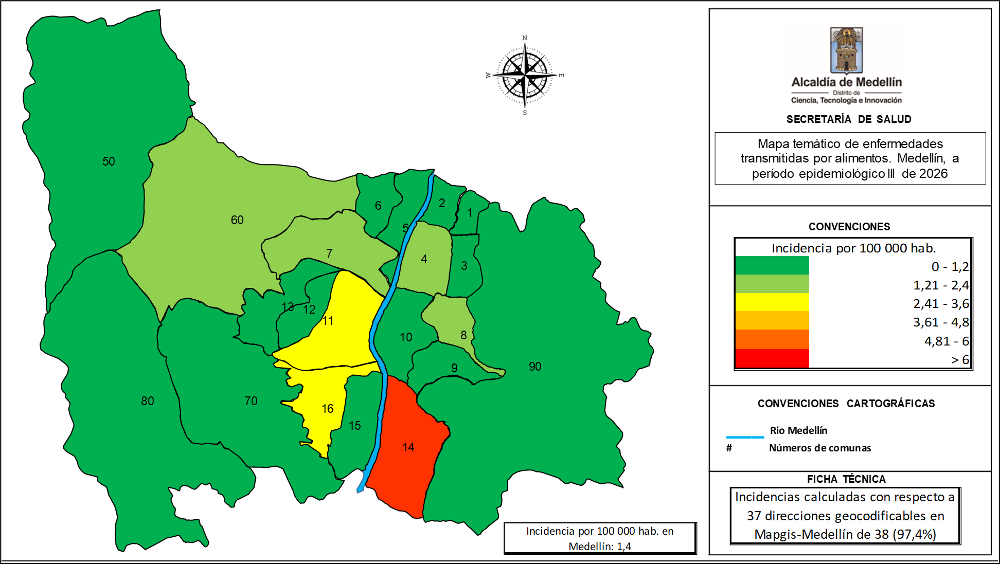 N
W
E
S
50
60
6
5
2
1
7
4
3
13
12
11
10
8
9
90
80
70
16
15
14
Incidencia por 100 000 hab. en
Medellín: 1,4
Alcaldía de Medellín
Distrito de
Ciencia, Tecnología e Innovación
SECRETARÍA DE SALUD
Mapa temático de enfermedades
transmitidas por alimentos. Medellín, a
período epidemiológico III de 2026
CONVENCIONES
Incidencia por 100 000 hab.
0 - 1,2
1,21 - 2,4
2,41 - 3,6
3,61 - 4,8
4,81 - 6
> 6
CONVENCIONES CARTOGRÁFICAS
Rio Medellín
# Números de comunas
FICHA TÉCNICA
Incidencias calculadas con respecto a
37 direcciones geocodificables en
Mapgis-Medellín de 38 (97,4%)